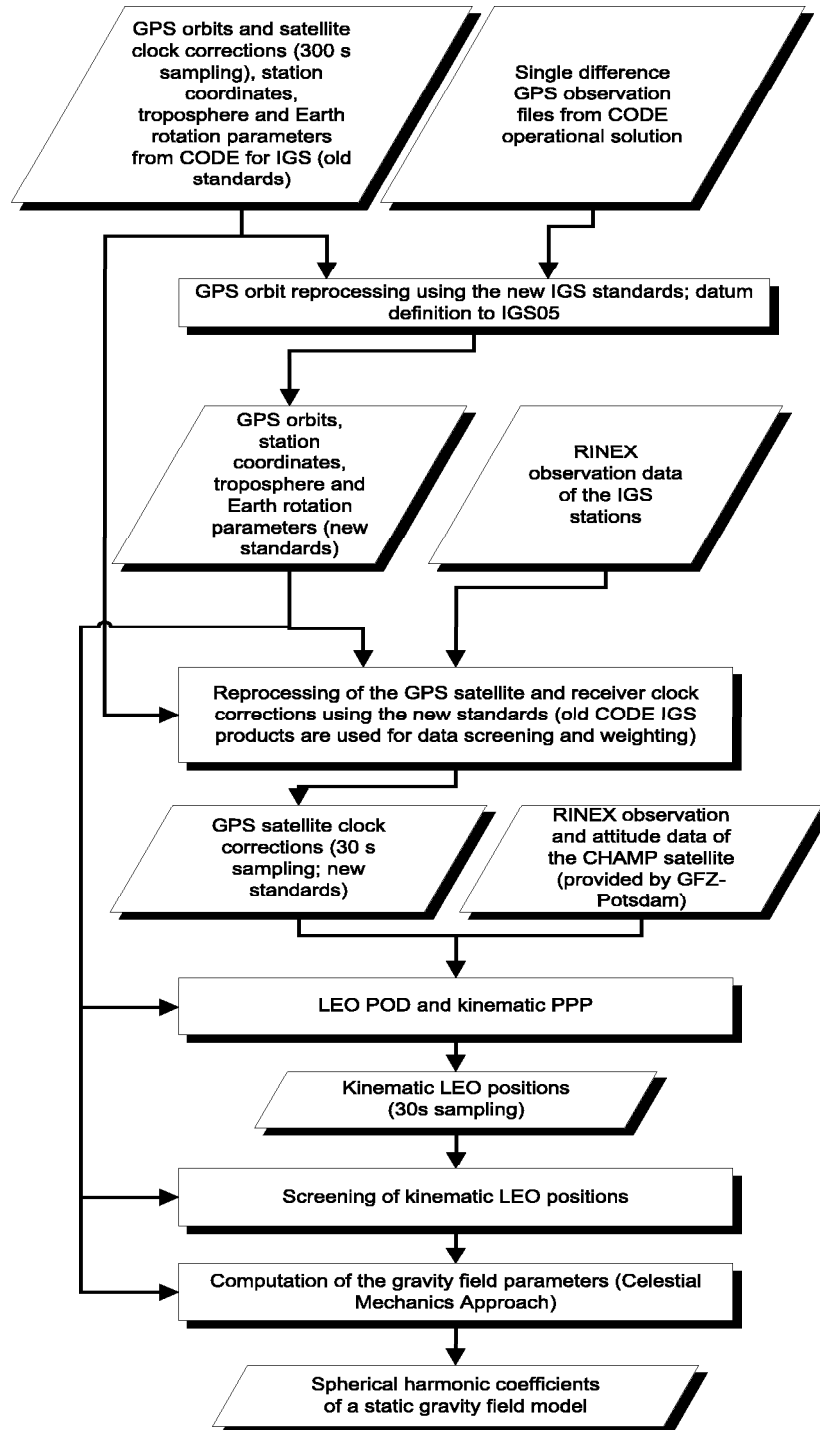 GPS orbits and satellite
clock corrections (300 s
sampling), station
coordinates,
troposphere and Earth
rotation parameters
from CODE for IGS (old
standards)
Single difference
GPS observation
files from CODE
operational solution
GPS orbit reprocessing using the new IGS standards; datum
definition to IGS05
GPS orbits,
station
coordinates,
troposphere and
Earth rotation
parameters (new
standards)
RINEX
observation data
of the IGS
stations
Reprocessing of the GPS satellite and receiver clock
corrections using the new standards (old CODE IGS
products are used for data screening and weighting)
GPS satellite clock
corrections (30 s
sampling; new
standards)
RINEX observation
and attitude data of
the CHAMP satellite
(provided by GFZ-
Potsdam)
LEO POD and kinematic PPP
Kinematic LEO positions
(30s sampling)
Screening of kinematic LEO positions
Computation of the gravity field parameters (Celestial
Mechanics Approach)
Spherical harmonic coefficients
of a static gravity field model